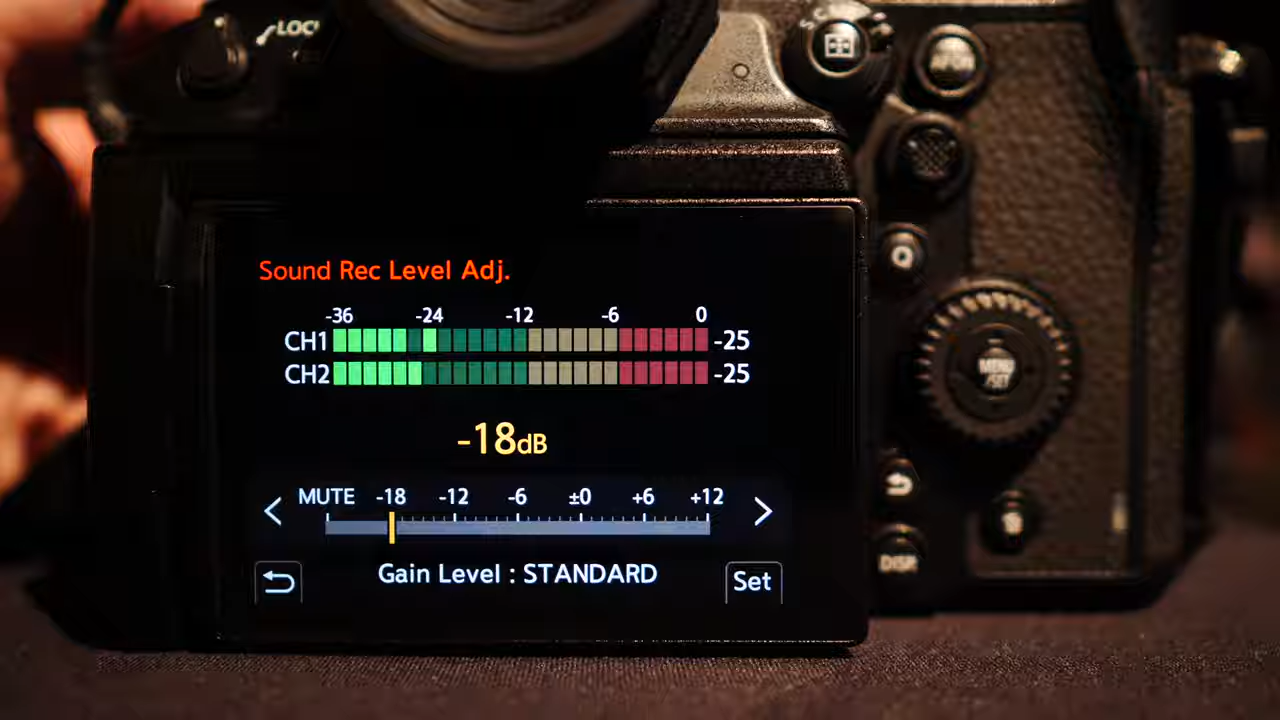 LOCK
AF ON
Q
Sound Rec Level Adj.
-36 -24 -12 -6 0
CH1 -25
CH2 -25
MENU
/SET
-18dB
MUTE -18 -12 -6 ±0 +6 +12
Gain Level : STANDARD
Set
DISP.